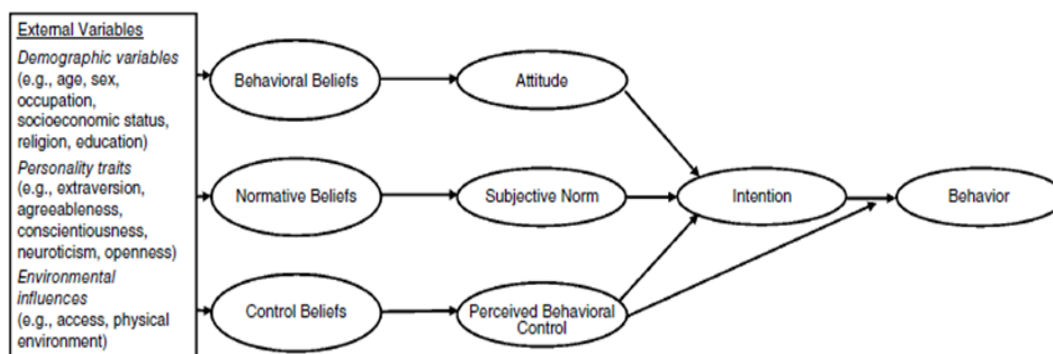 External Variables
Demographic variables
(e.g., age, sex,
occupation,
socioeconomic status,
religion, education)
Personality traits
(e.g., extraversion,
agreeableness,
conscientiousness,
neuroticism, openness)
Environmental
influences
(e.g., access, physical
environment)
Behavioral Beliefs
Attitude
Normative Beliefs
Subjective Norm
Intention
Behavior
Control Beliefs
Perceived Behavioral
Control